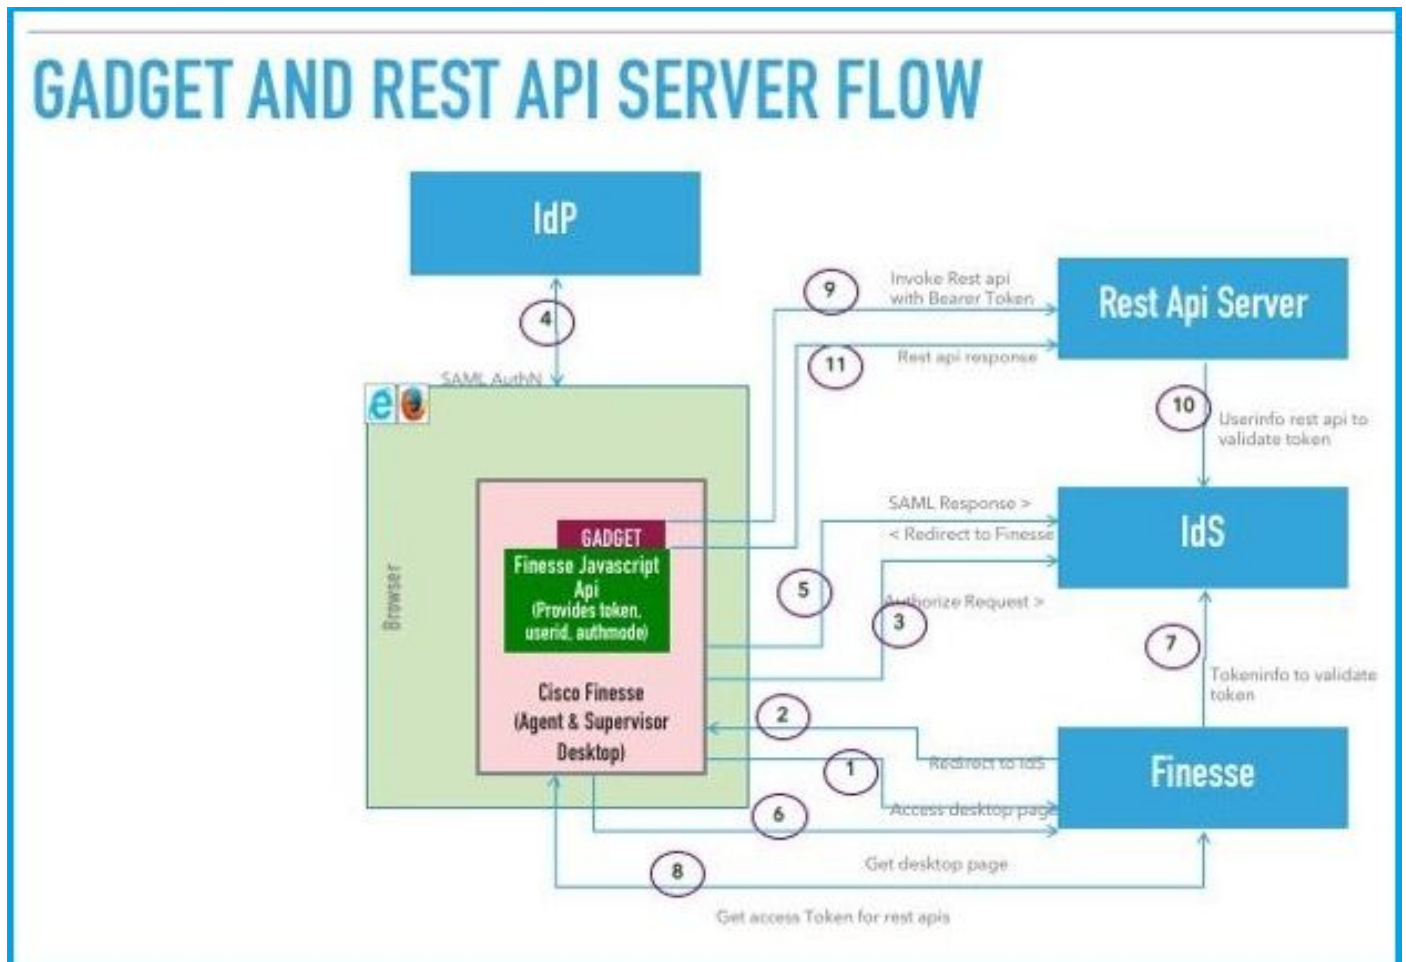 GADGET AND REST API SERVER FLOW
IdP
4
SAML AuthN
9
Invoke Rest api
with Bearer Token
Rest Api Server
11
Rest api response
10
Userinfo rest api to
validate token
SAML Response >
< Redirect to Finesse
IdS
GADGET
Finesse Javascript
Api
(Provides token,
userid, authmode)
Browser
5
Authorize Request >
3
7
Tokeninfo to validate
token
Cisco Finesse
(Agent & Supervisor
Desktop)
2
Redirect to IdS
1
Finesse
Access desktop page
6
Get desktop page
8
Get access Token for rest apis